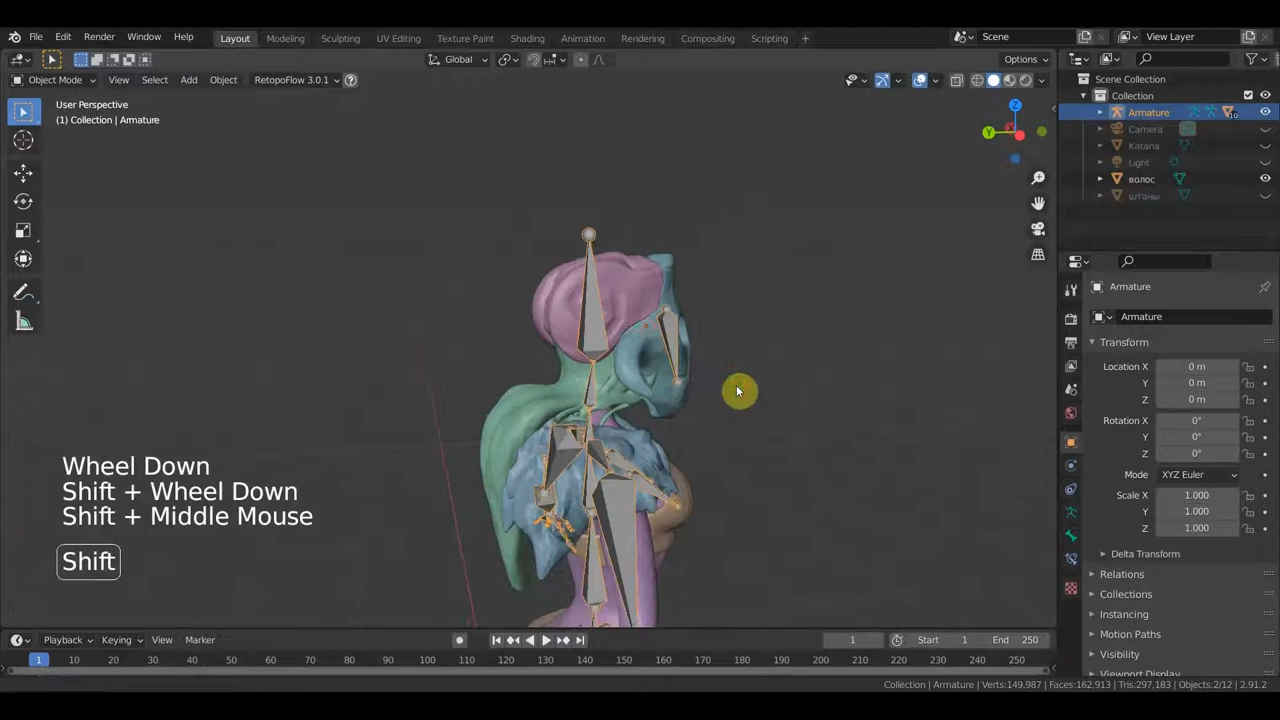 File Edit Render Window Help Layout Modeling Sculpting UV Editing Texture Paint Shading Animation Rendering Compositing Scripting + Scene View Layer
Global Options
Object Mode View Select Add Object RetopoFlow 3.0.1
User Perspective
(1) Collection | Armature
Scene Collection
Collection
Armature
10
Camera
Katana
Light
волос
штаны
Z
Y
X
Armature
Armature
Transform
Location X 0 m
Y 0 m
Z 0 m
Rotation X 0°
Y 0°
Z 0°
Mode XYZ Euler
Scale X 1.000
Y 1.000
Z 1.000
Delta Transform
Relations
Collections
Instancing
Motion Paths
Visibility
Viewport Display
Wheel Down
Shift + Wheel Down
Shift + Middle Mouse
Shift
Playback Keying View Marker 1 Start 1 End 250
1 10 20 30 40 50 60 70 80 90 100 110 120 130 140 150 160 170 180 190 200 210 220 230 240 250
Collection | Armature | Verts:149,987 | Faces:162,913 | Tris:297,183 | Objects:2/12 | 2.91.2